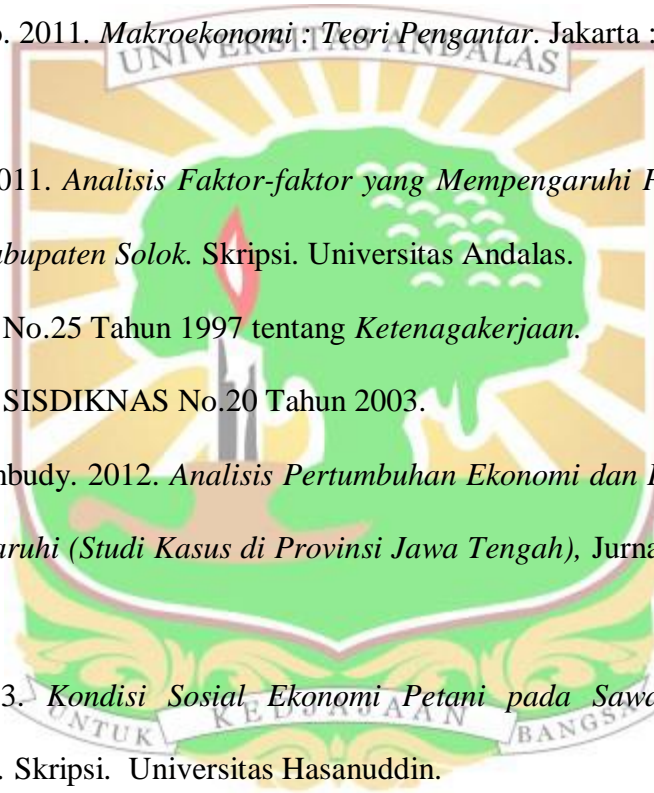 o. 2011. Makroekonomi : Teori Pengantar. Jakarta :
UNIVERSITAS ANDALAS
011. Analisis Faktor-faktor yang Mempengaruhi
abupaten Solok. Skripsi. Universitas Andalas.
No.25 Tahun 1997 tentang Ketenagakerjaan.
SISDIKNAS No.20 Tahun 2003.
nbudy. 2012. Analisis Pertumbuhan Ekonomi dan
aruhi (Studi Kasus di Provinsi Jawa Tengah), Jurna
3. Kondisi Sosial Ekonomi Petani pada Sawa
UNTUK KEDJAJAAN BANGSA
. Skripsi. Universitas Hasanuddin.